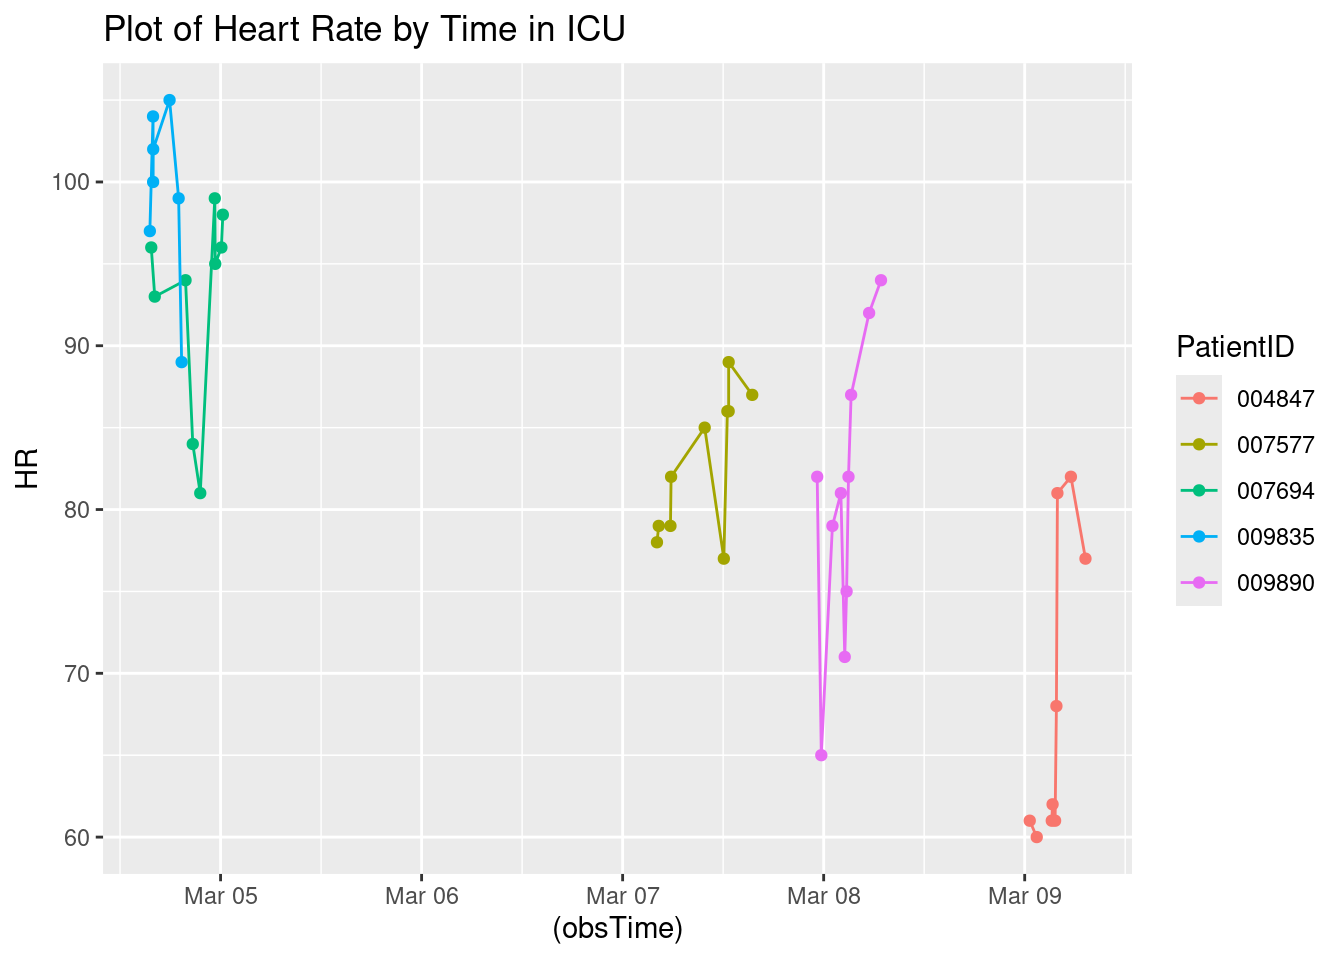 Plot of Heart Rate by Time in ICU
100
90
80
70
60
HR
Mar 05
Mar 06
Mar 07
Mar 08
Mar 09
(obsTime)
PatientID
004847
007577
007694
009835
009890